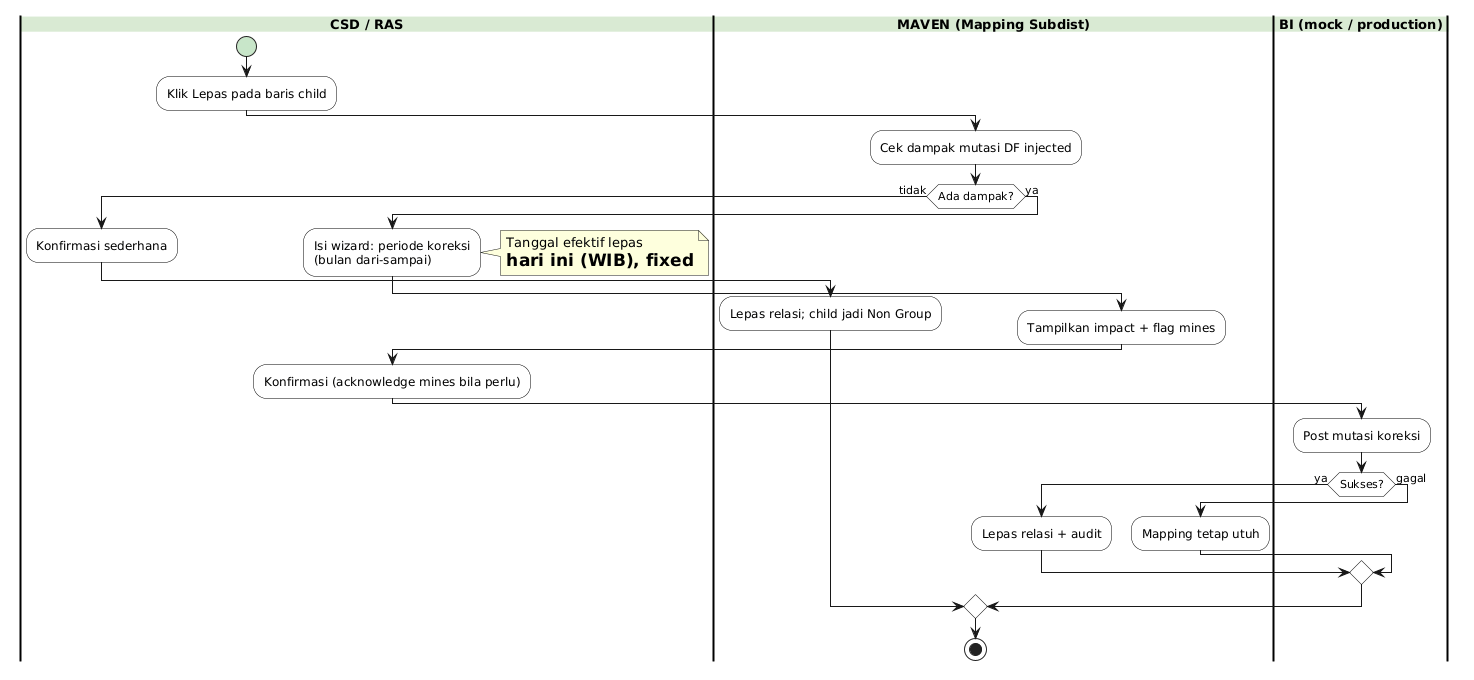 CSD / RAS
MAVEN (Mapping Subdist)
BI (mock / production)
Klik Lepas pada baris child
Cek dampak mutasi DF injected
tidak
Ada dampak?
ya
Konfirmasi sederhana
Isi wizard: periode koreksi
(bulan dari-sampai)
Tanggal efektif lepas
hari ini (WIB), fixed
Lepas relasi; child jadi Non Group
Tampilkan impact + flag mines
Konfirmasi (acknowledge mines bila perlu)
Post mutasi koreksi
ya
Sukses?
gagal
Lepas relasi + audit
Mapping tetap utuh